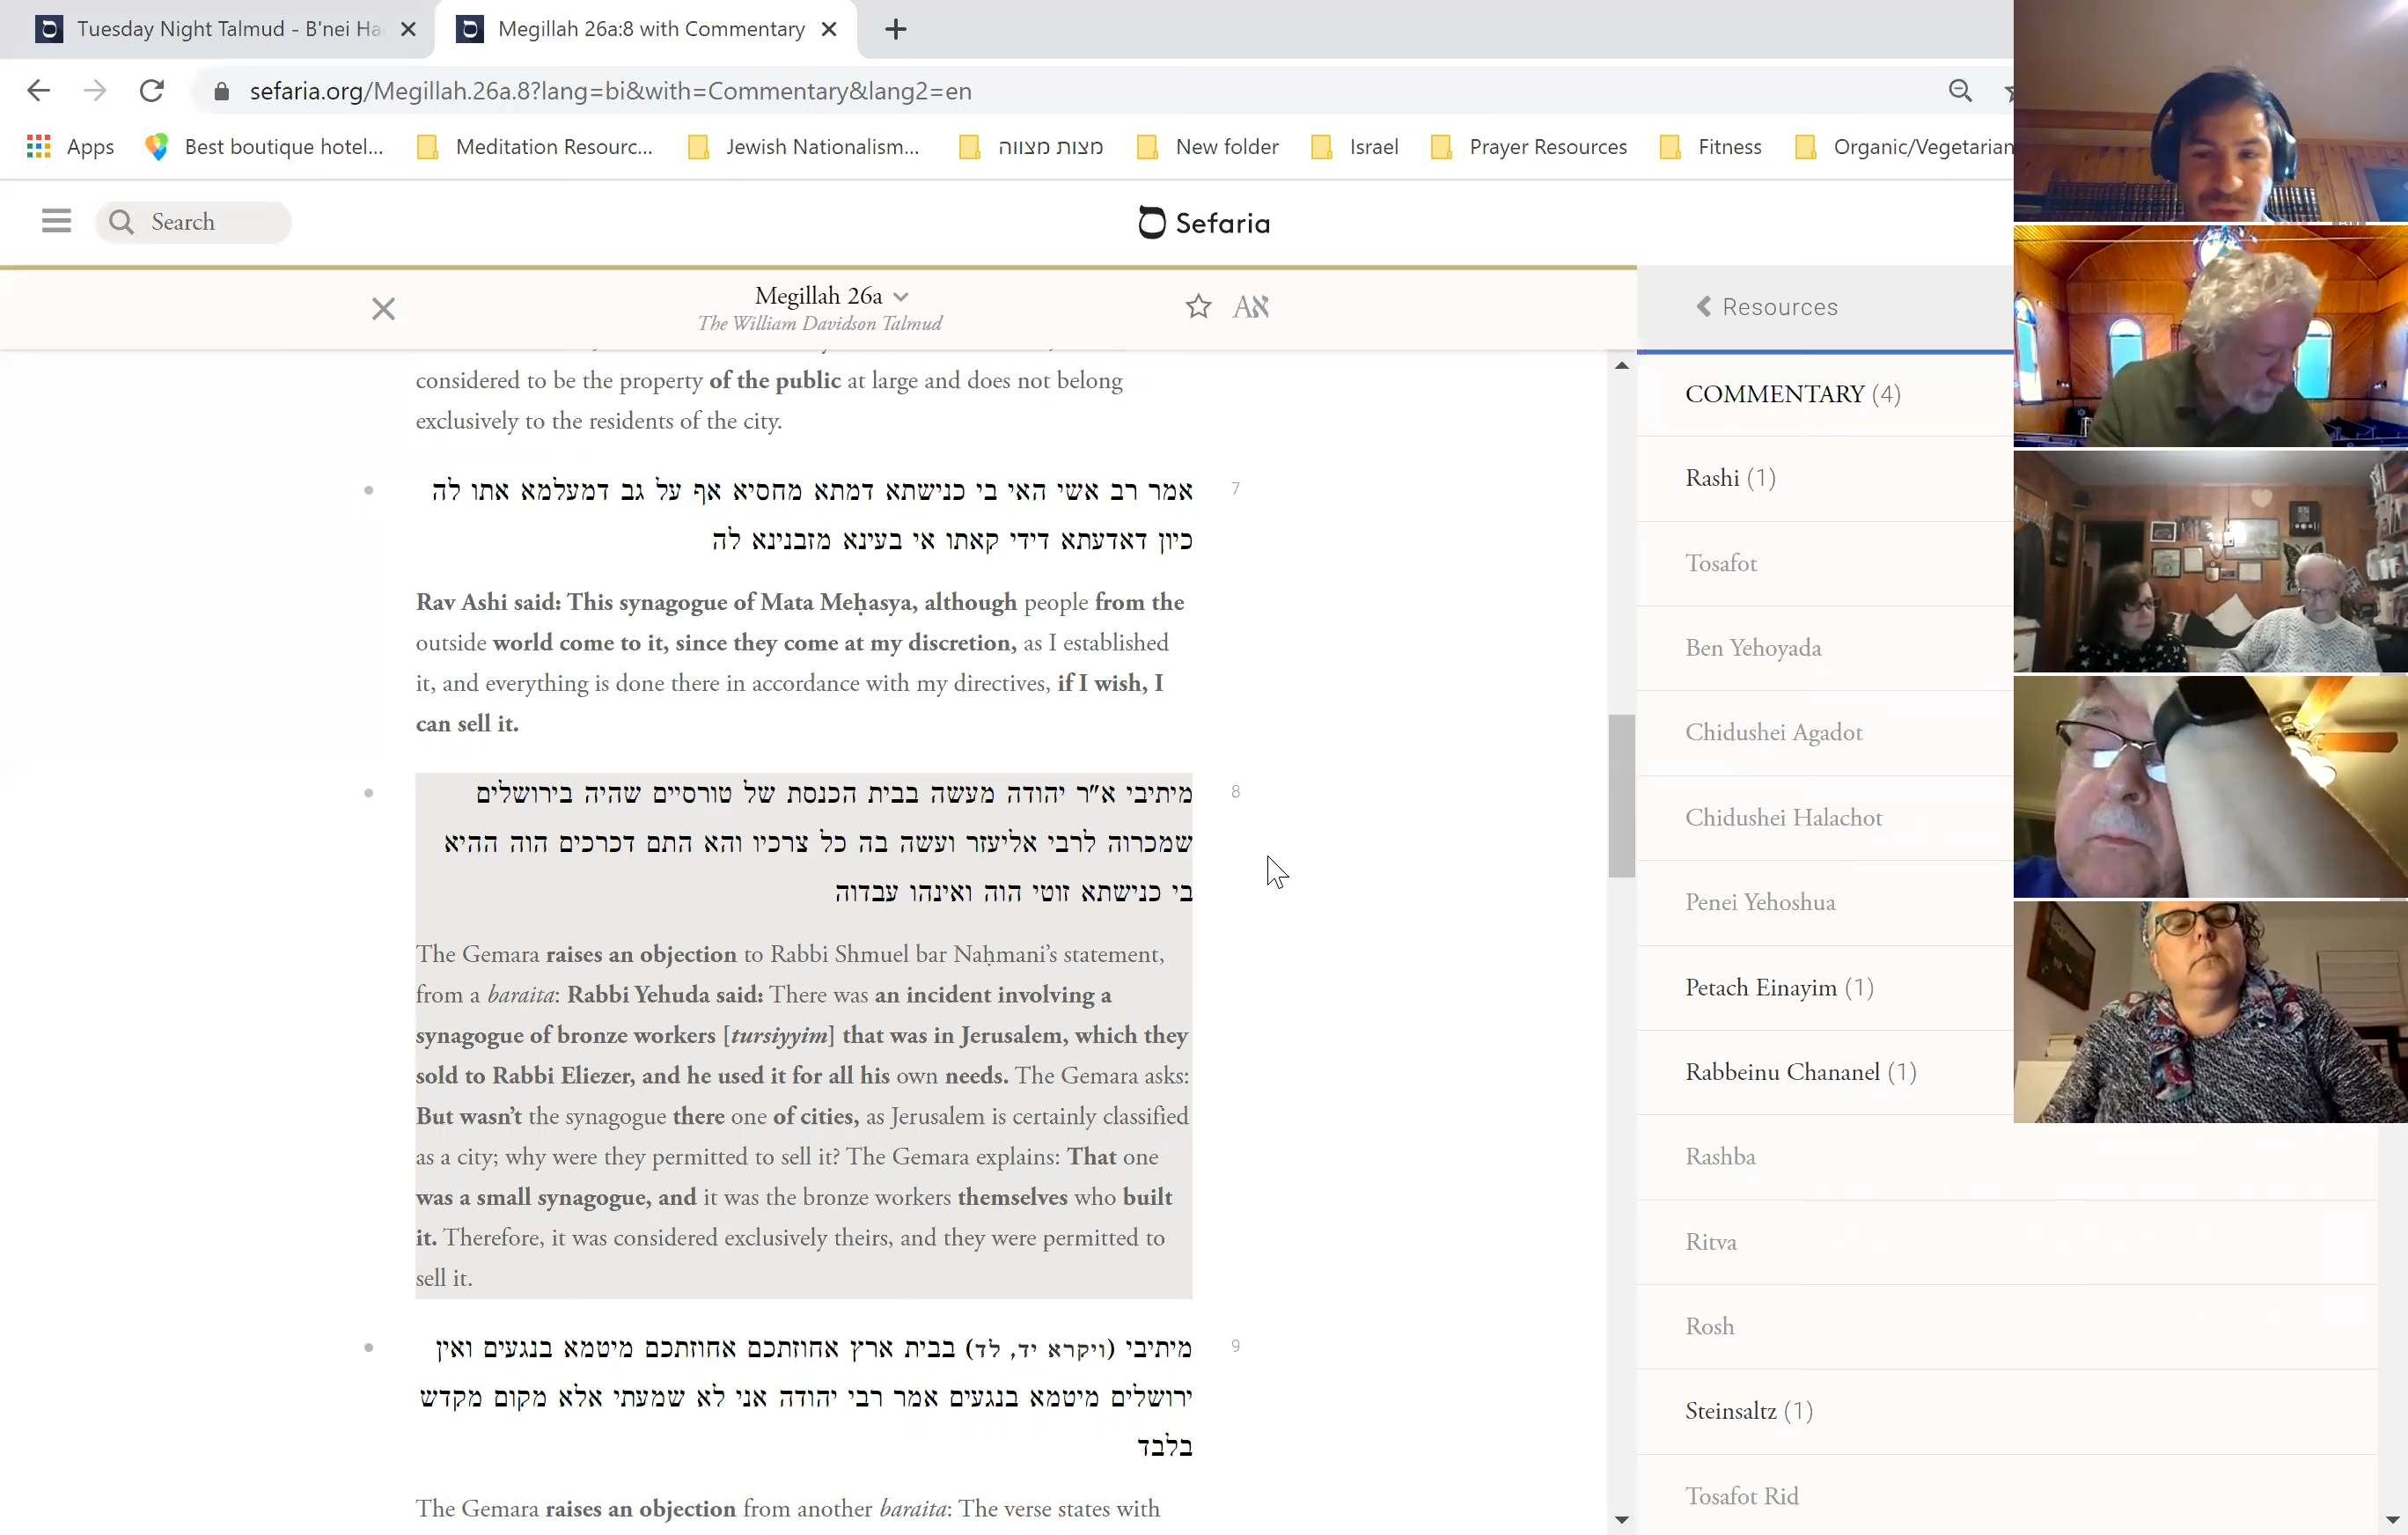 Tuesday Night Talmud - B'nei Ha
Megillah 26a:8 with Commentary
sefaria.org/Megillah.26a.8?lang=bi&with=Commentary&lang2=en
Apps
Best boutique hotel...
Meditation Resourc...
Jewish Nationalism...
מצות מצווה
New folder
Israel
Prayer Resources
Fitness
Organic/Vegetarian
Search
Sefaria
Megillah 26a
The William Davidson Talmud
Aא
Resources
considered to be the property of the public at large and does not belong
exclusively to the residents of the city.
7
אמר רב אשי האי בי כנישתא דמתא מחסיא אף על גב דמעלמא אתו לה
כיון דאדעתא דידי קאתו אי בעינא מזבנינא לה
Rav Ashi said: This synagogue of Mata Meḥasya, although people from the
outside world come to it, since they come at my discretion, as I established
it, and everything is done there in accordance with my directives, if I wish, I
can sell it.
8
מיתיבי א״ר יהודה מעשה בבית הכנסת של טורסיים שהיה בירושלים
שמכרוה לרבי אליעזר ועשה בה כל צרכיו והא התם דכרכים הוה ההיא
בי כנישתא זוטי הוה ואינהו עבדוה
The Gemara raises an objection to Rabbi Shmuel bar Naḥmani’s statement,
from a baraita: Rabbi Yehuda said: There was an incident involving a
synagogue of bronze workers [tursiyyim] that was in Jerusalem, which they
sold to Rabbi Eliezer, and he used it for all his own needs. The Gemara asks:
But wasn’t the synagogue there one of cities, as Jerusalem is certainly classified
as a city; why were they permitted to sell it? The Gemara explains: That one
was a small synagogue, and it was the bronze workers themselves who built
it. Therefore, it was considered exclusively theirs, and they were permitted to
sell it.
9
מיתיבי (ויקרא יד, לד) בבית ארץ אחוזתכם אחוזתכם מיטמא בנגעים ואין
ירושלים מיטמא בנגעים אמר רבי יהודה אני לא שמעתי אלא מקום מקדש
בלבד
The Gemara raises an objection from another baraita: The verse states with
COMMENTARY (4)
Rashi (1)
Tosafot
Ben Yehoyada
Chidushei Agadot
Chidushei Halachot
Penei Yehoshua
Petach Einayim (1)
Rabbeinu Chananel (1)
Rashba
Ritva
Rosh
Steinsaltz (1)
Tosafot Rid